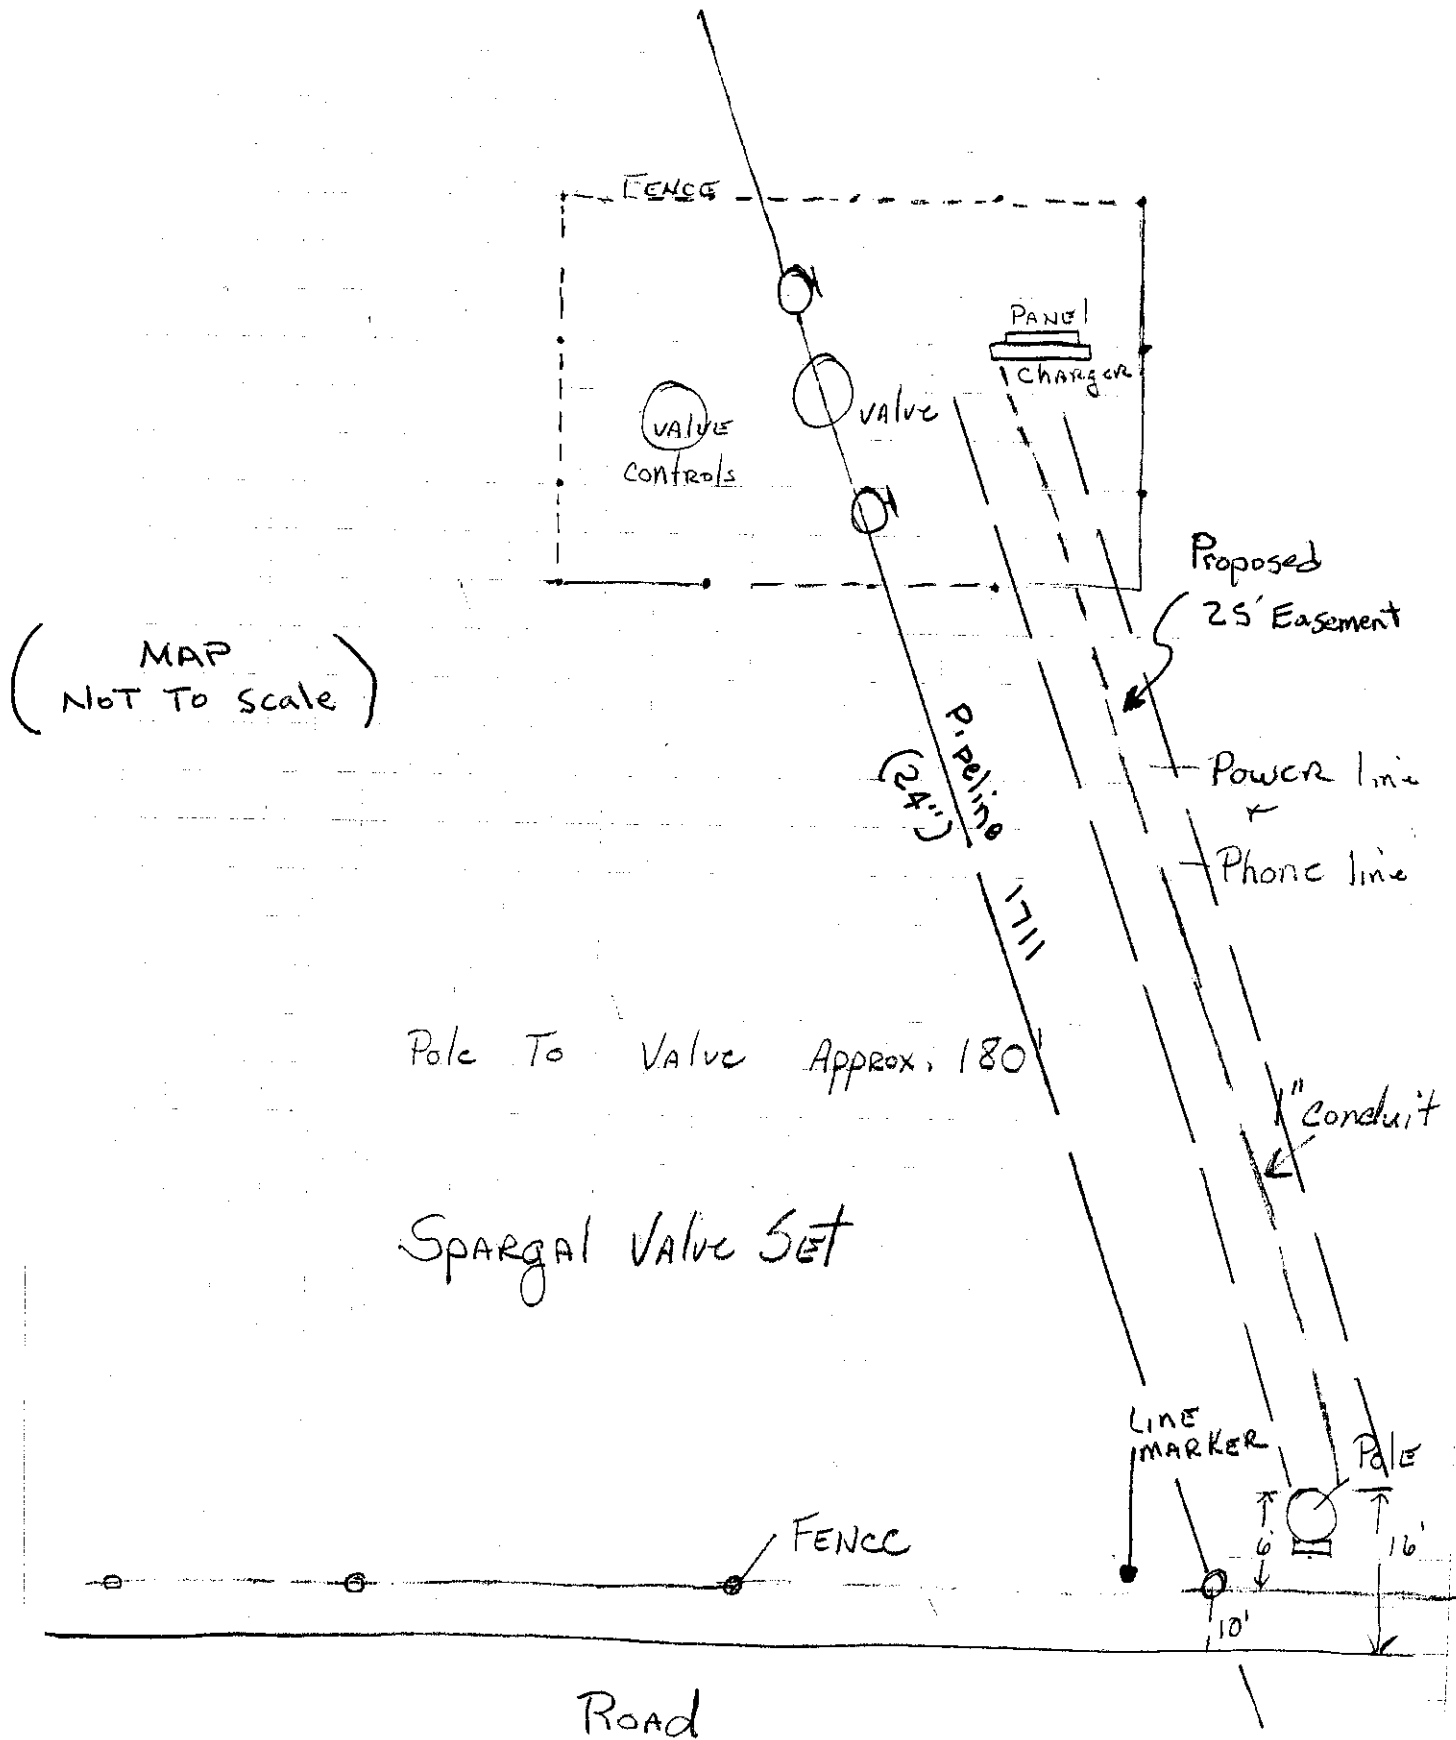 FENCE
PANEl
ChARgER
VAlVE
VAlVE
controls
Proposed
25' Easement
(MAP
NOT TO Scale)
Pipeline
(24")
1711
Power line
&
Phone line
Pole To Valve Approx. 180'
1" Conduit
Spargal Valve Set
LINE
MARKER
Pole
6'
16'
FENCE
10'
Road